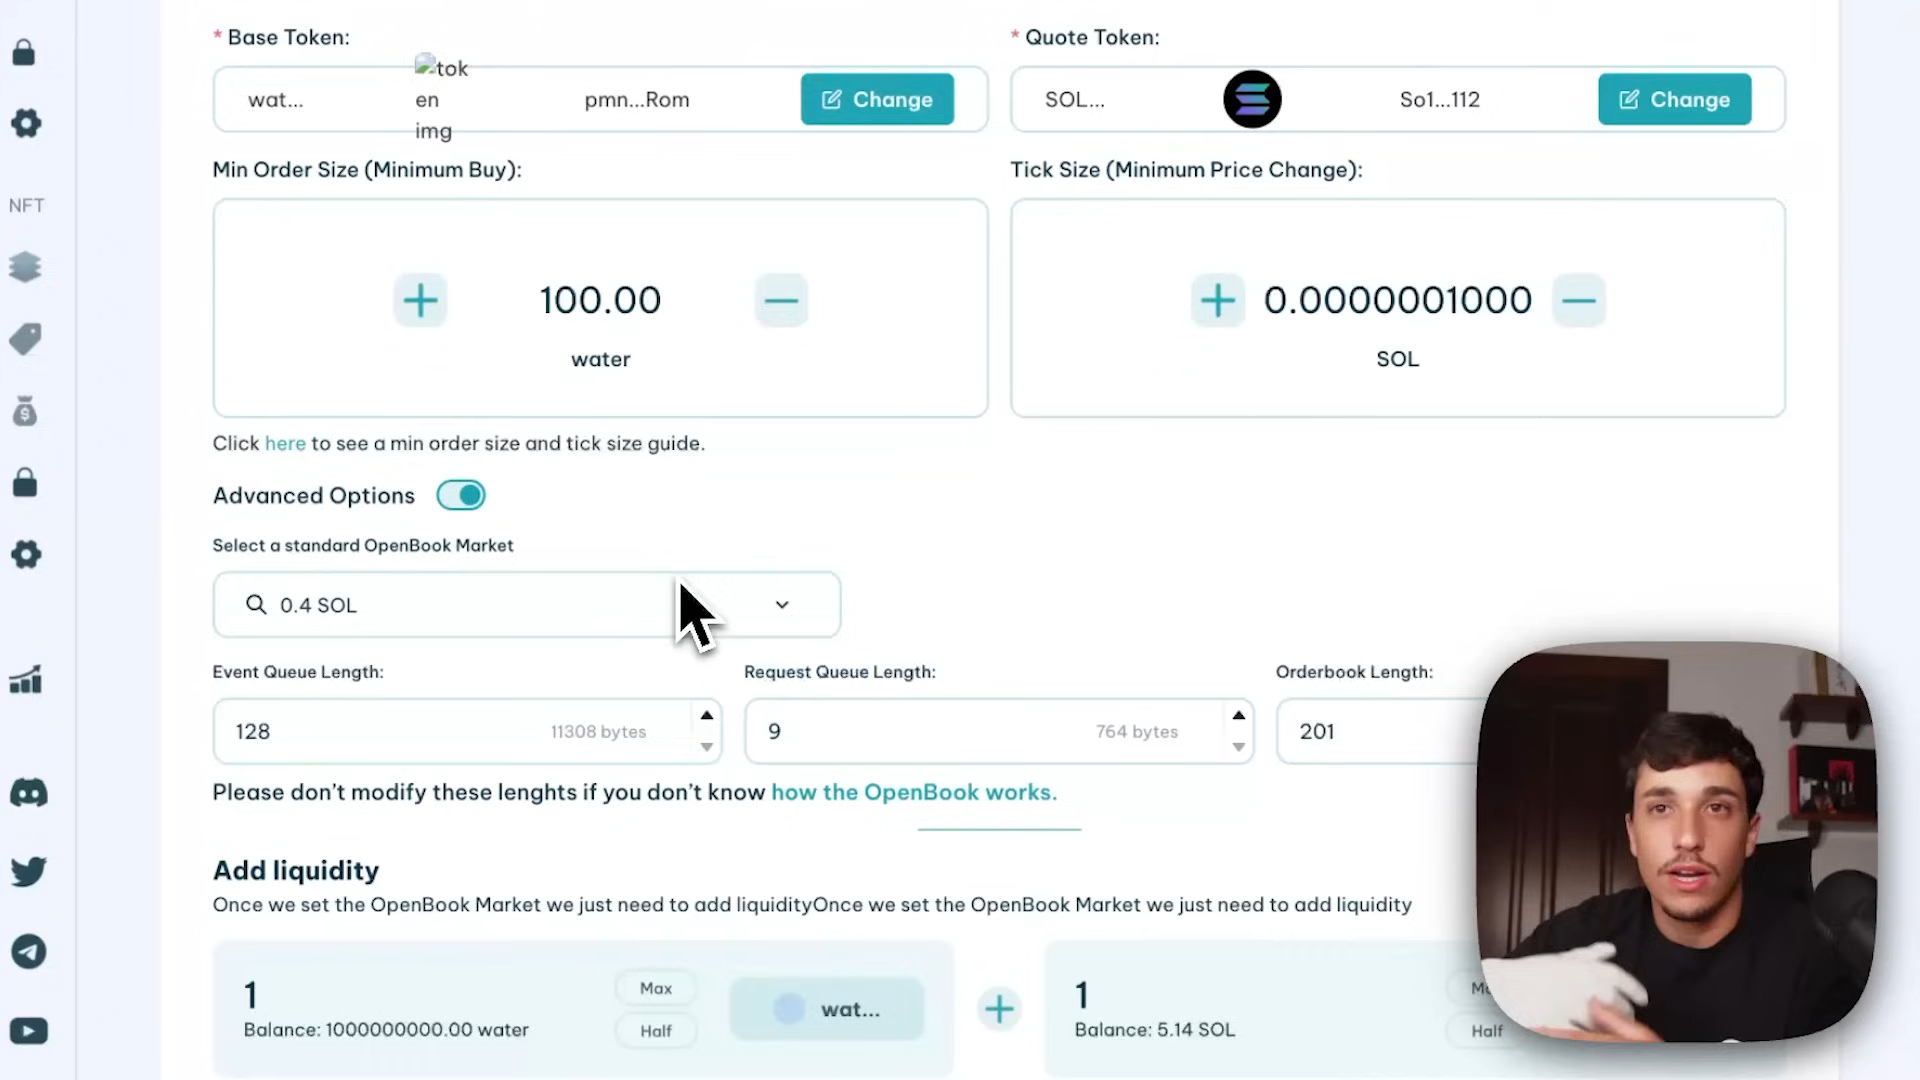 * Base Token:
* Quote Token:
wat...
tok
en
img
pmn...Rom
Change
SOL...
So1...112
Change
Min Order Size (Minimum Buy):
Tick Size (Minimum Price Change):
100.00
0.0000001000
water
SOL
NFT
Click here to see a min order size and tick size guide.
Advanced Options
Select a standard OpenBook Market
0.4 SOL
Event Queue Length:
Request Queue Length:
Orderbook Length:
128
11308 bytes
9
764 bytes
201
Please don't modify these lenghts if you don't know how the OpenBook works.
Add liquidity
Once we set the OpenBook Market we just need to add liquidityOnce we set the OpenBook Market we just need to add liquidity
1
Max
wat...
1
Balance: 1000000000.00 water
Half
Balance: 5.14 SOL
Half